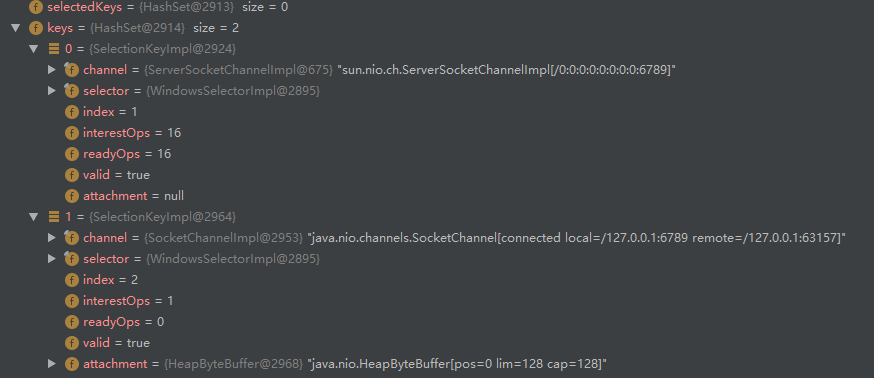 selectedKeys = {HashSet@2913} size = 0
keys = {HashSet@2914} size = 2
0 = {SelectionKeyImpl@2924}
channel = {ServerSocketChannelImpl@675} "sun.nio.ch.ServerSocketChannelImpl[/0:0:0:0:0:0:0:0:6789]"
selector = {WindowsSelectorImpl@2895}
index = 1
interestOps = 16
readyOps = 16
valid = true
attachment = null
1 = {SelectionKeyImpl@2964}
channel = {SocketChannelImpl@2953} "java.nio.channels.SocketChannel[connected local=/127.0.0.1:6789 remote=/127.0.0.1:63157]"
selector = {WindowsSelectorImpl@2895}
index = 2
interestOps = 1
readyOps = 0
valid = true
attachment = {HeapByteBuffer@2968} "java.nio.HeapByteBuffer[pos=0 lim=128 cap=128]"